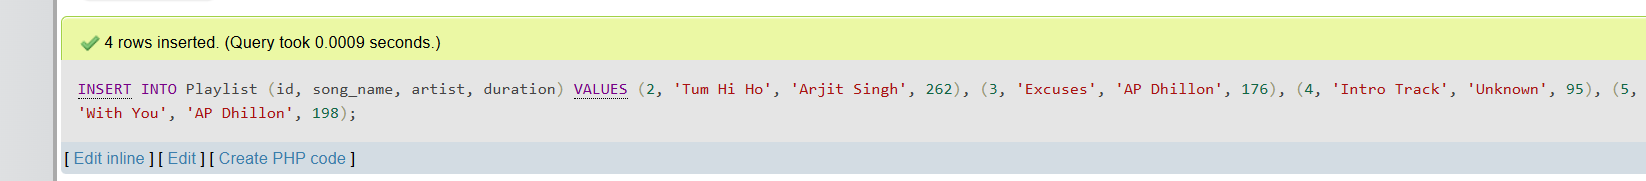 4 rows inserted. (Query took 0.0009 seconds.)
INSERT INTO Playlist (id, song_name, artist, duration) VALUES (2, 'Tum Hi Ho', 'Arjit Singh', 262), (3, 'Excuses', 'AP Dhillon', 176), (4, 'Intro Track', 'Unknown', 95), (5,
'With You', 'AP Dhillon', 198);
[ Edit inline ] [ Edit ] [ Create PHP code ]